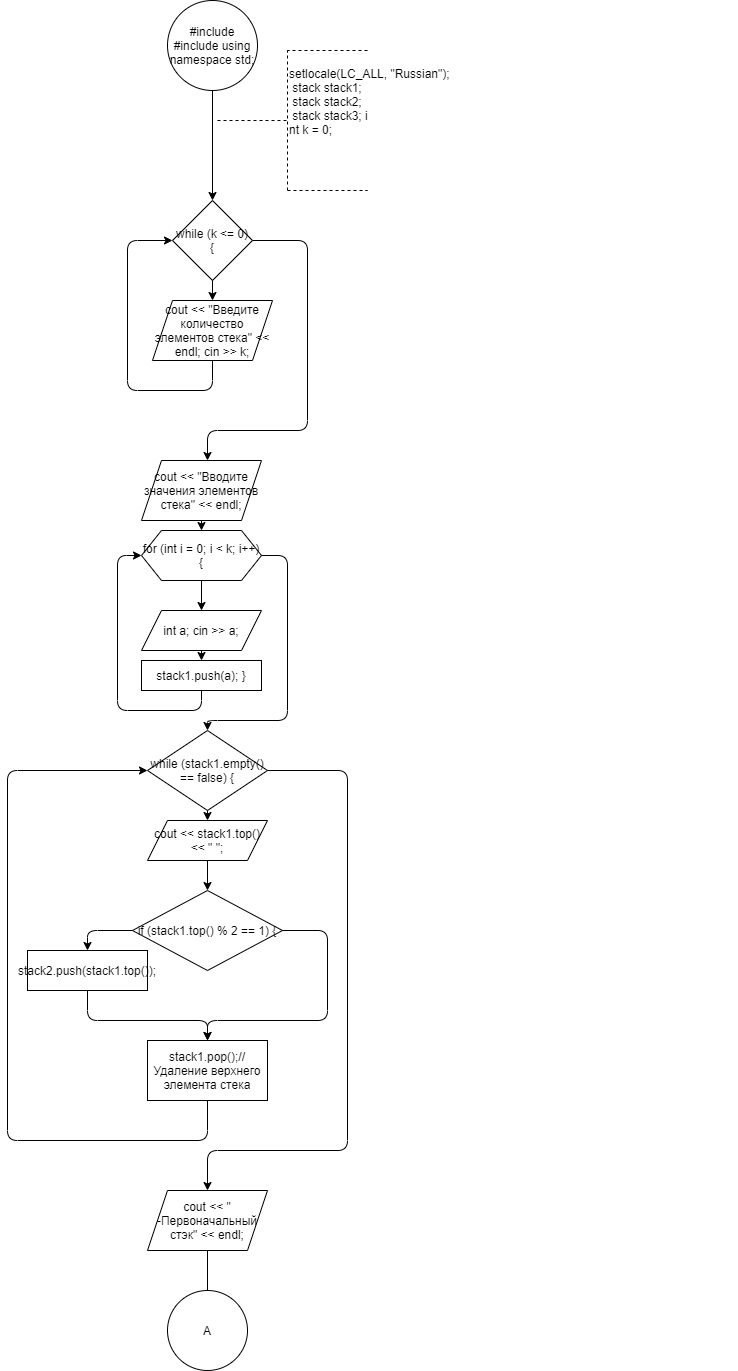 #include
#include using
namespace std;
setlocale(LC_ALL, "Russian");
stack stack1;
stack stack2;
stack stack3; i
nt k = 0;
while (k <= 0)
{
cout << "Введите
количество
элементов стека" <<
endl; cin >> k;
cout << "Вводите
значения элементов
стека" << endl;
for (int i = 0; i < k; i++)
{
int a; cin >> a;
stack1.push(a); }
while (stack1.empty()
== false) {
cout << stack1.top()
<< " ";
if (stack1.top() % 2 == 1) {
stack2.push(stack1.top());
stack1.pop();//
Удаление верхнего
элемента стека
cout << "
-Первоначальный
стэк" << endl;
A